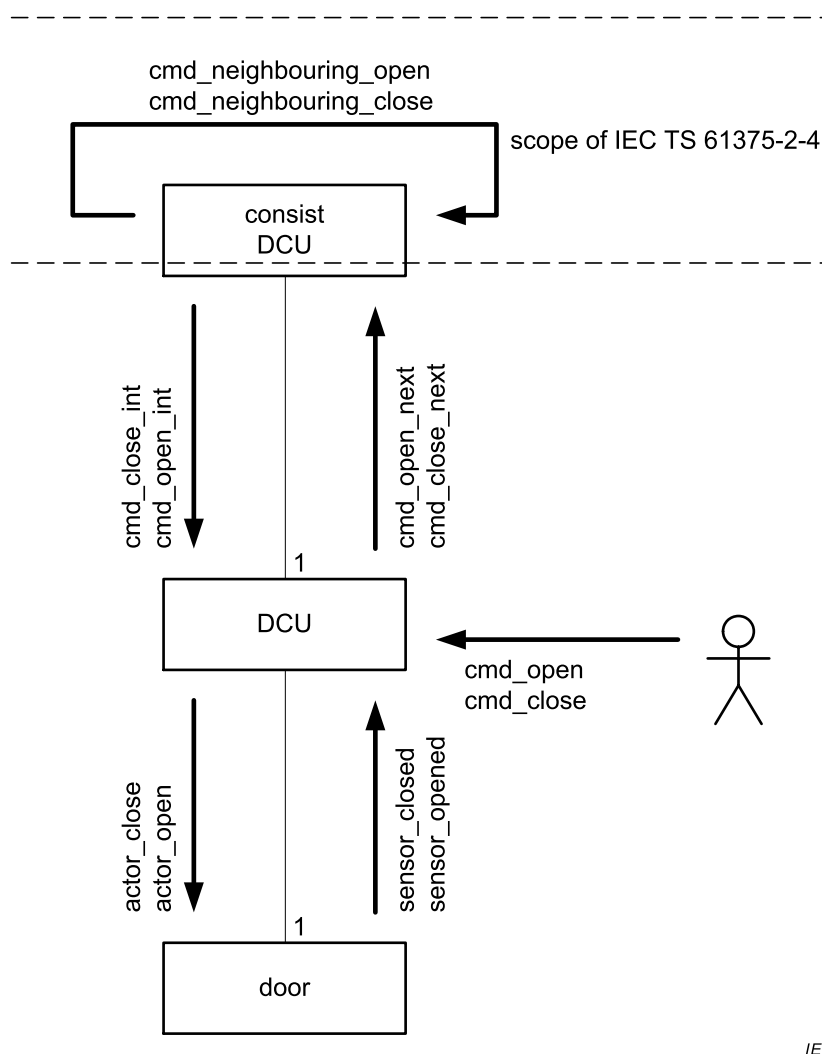 cmd_neighbouring_open
cmd_neighbouring_close
scope of IEC TS 61375-2-4
consist
DCU
cmd_close_int
cmd_open_int
cmd_open_next
cmd_close_next
1
DCU
cmd_open
cmd_close
actor_close
actor_open
sensor_closed
sensor_opened
1
door
IE